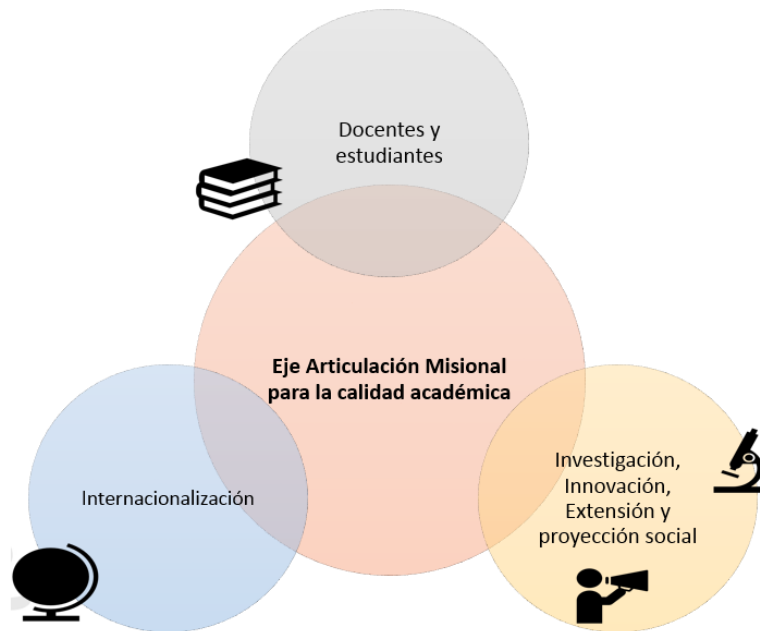 Docentes y
estudiantes
Eje Articulación Misional
para la calidad académica
Internacionalización
Investigación,
Innovación,
Extensión y
proyección social